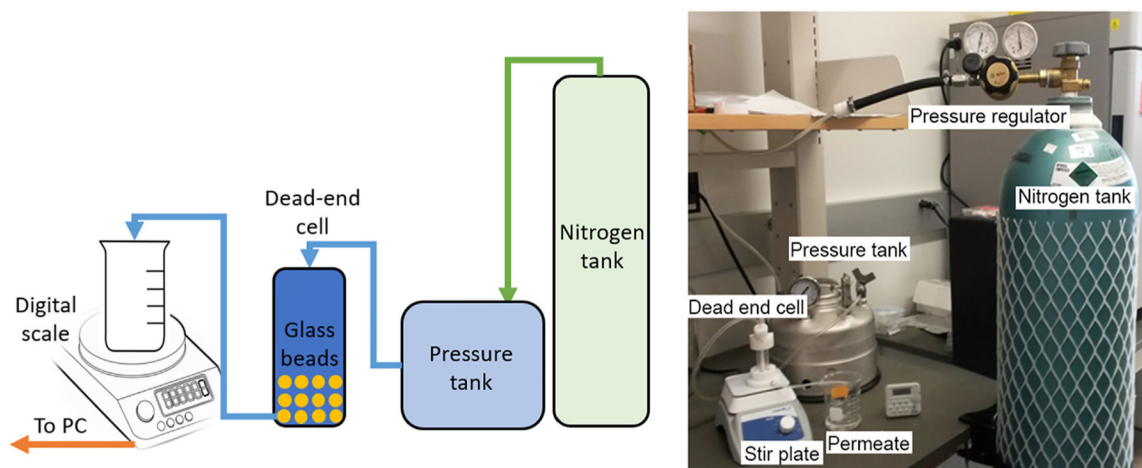 Dead-end
cell
Nitrogen
tank
Digital
scale
Glass
beads
Pressure
tank
To PC
Pressure regulator
Nitrogen tank
Pressure tank
Dead end cell
Permeate
Stir plate